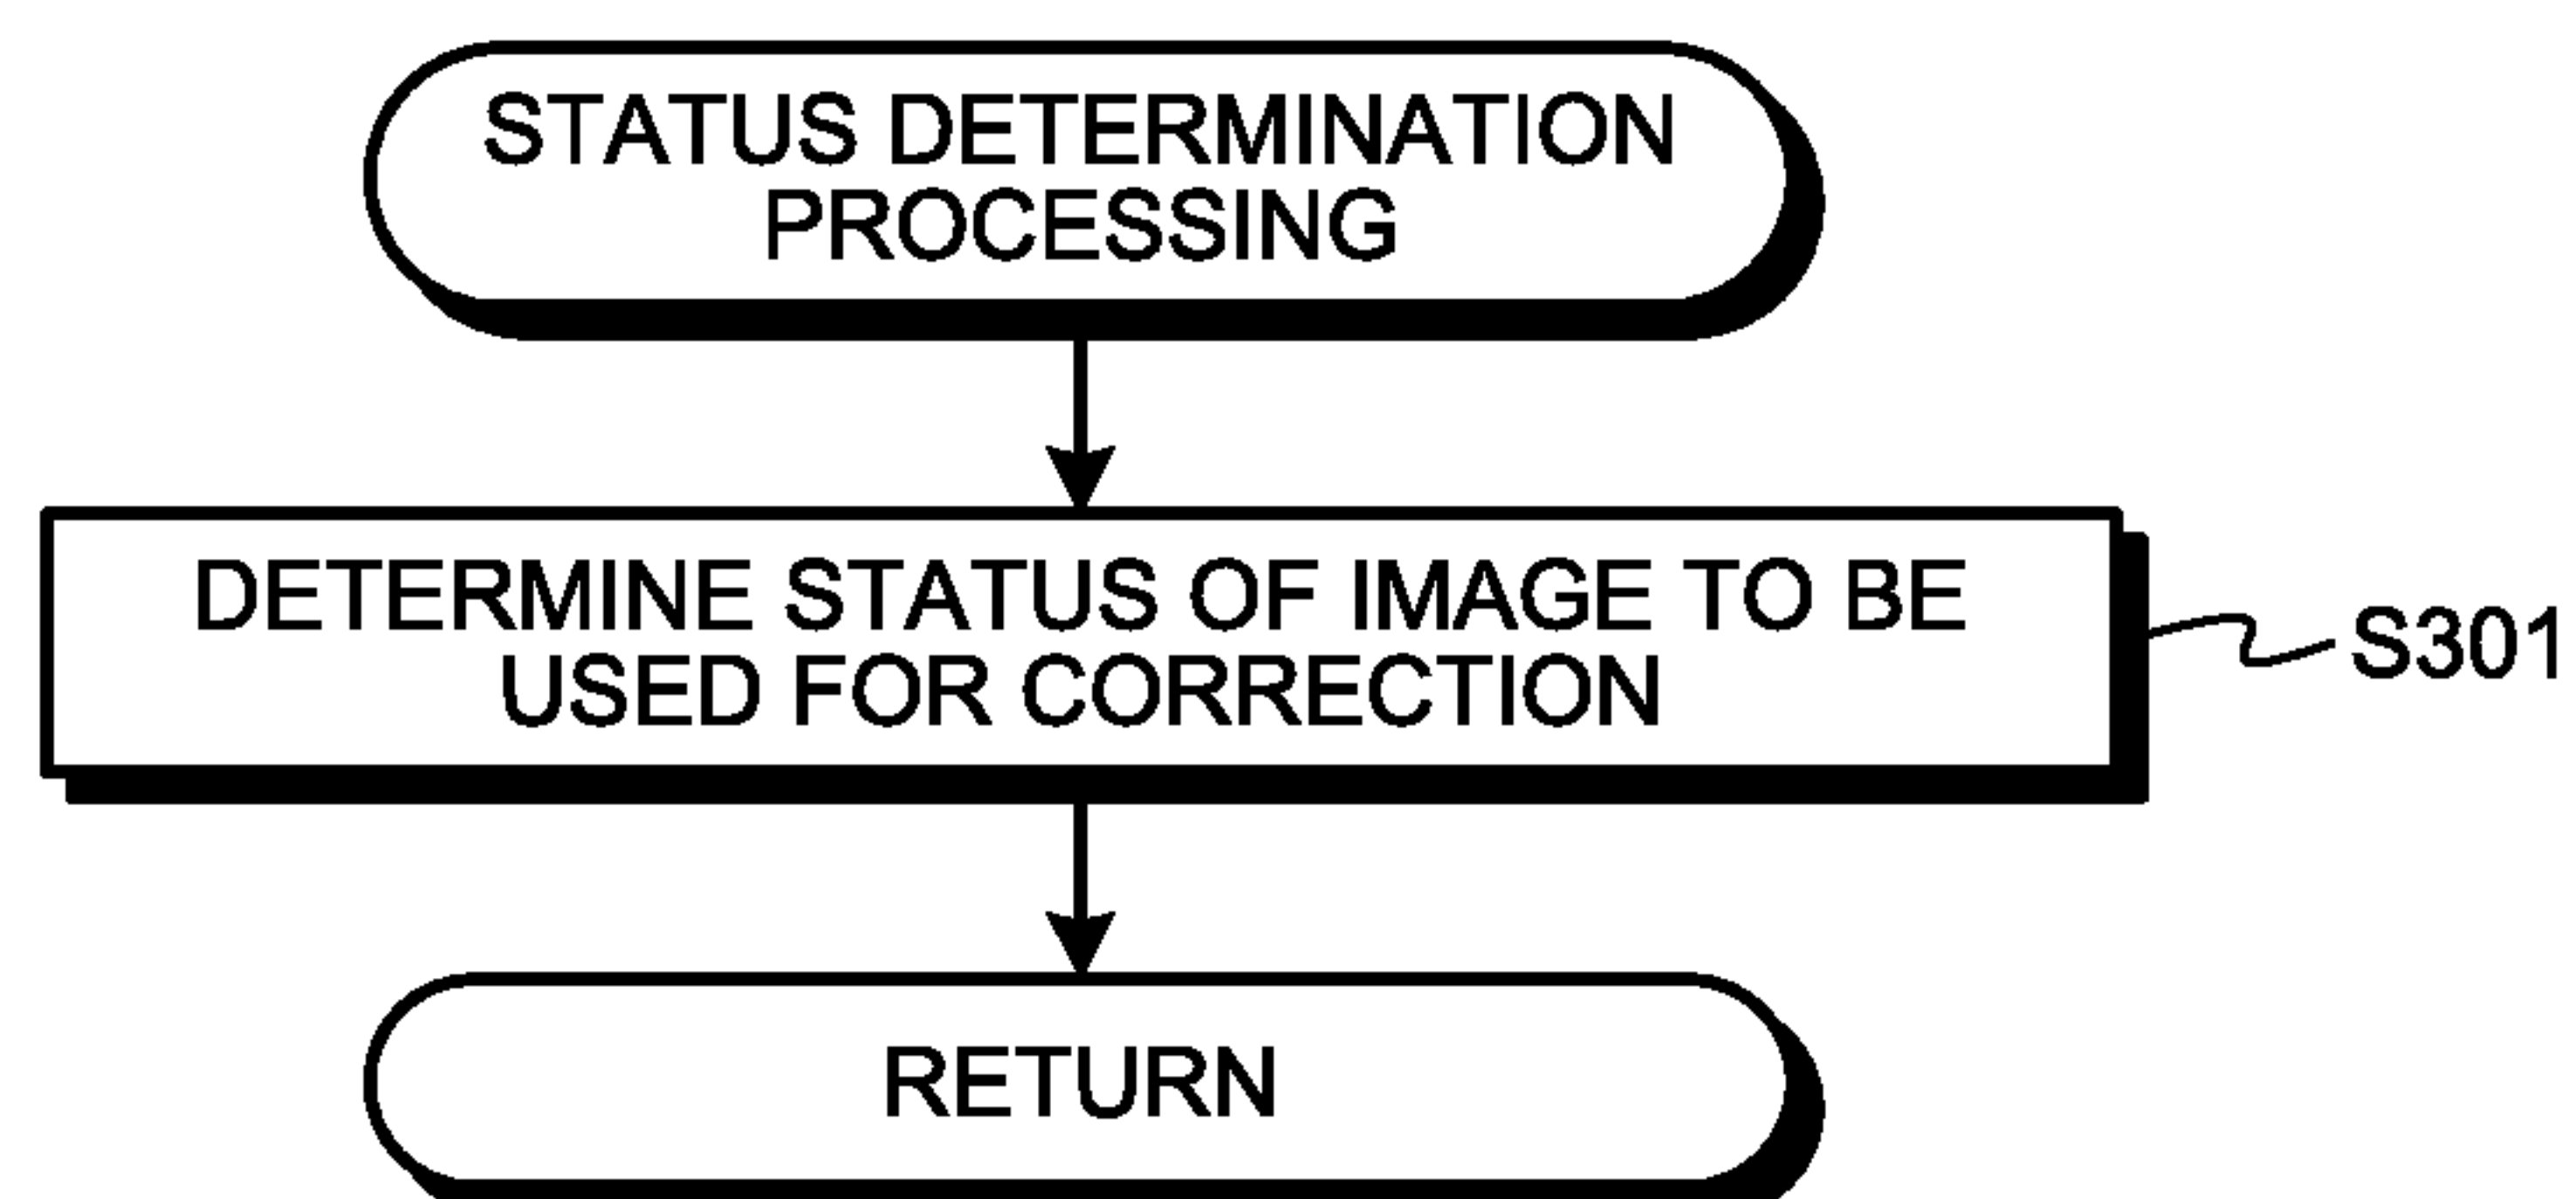 STATUS DETERMINATION
PROCESSING
DETERMINE STATUS OF IMAGE TO BE
USED FOR CORRECTION
S301
RETURN